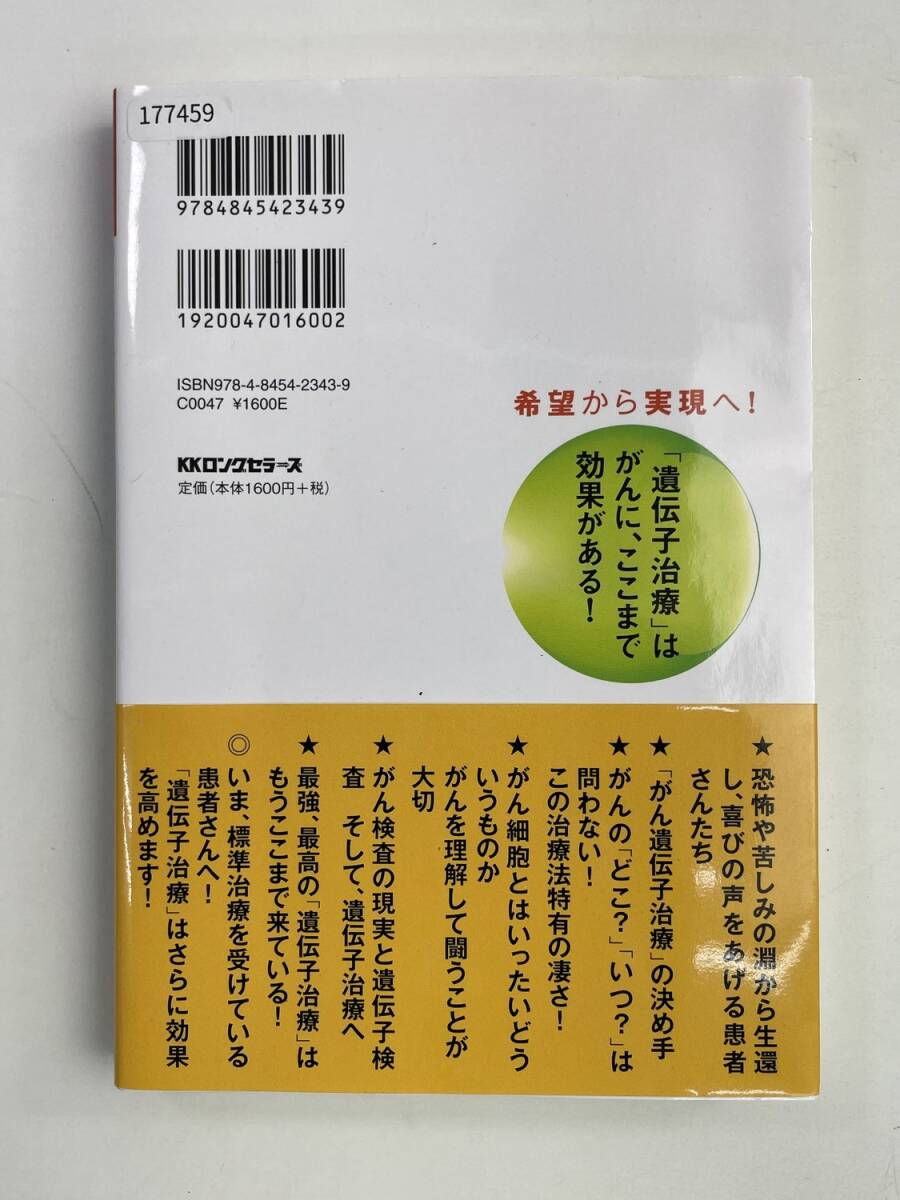 177459
9784845423439
1920047016002
ISBN978-4-8454-2343-9
C0047 ¥1600E
KKロングセラーズ
定価（本体1600円＋税）
希望から実現へ！
「遺伝子治療」は
がんに、ここまで
効果がある！
★恐怖や苦しみの淵から生還
し、喜びの声をあげる患者
さんたち
★「がん遺伝子治療」の決め手
★がんの「どこ？」「いつ？」は
問わない！
この治療法特有の凄さ！
★がん細胞とはいったいどう
いうものか
がんを理解して闘うことが
大切
★がん検査の現実と遺伝子検
査　そして、遺伝子治療へ
★最強、最高の「遺伝子治療」は
もうここまで来ている！
◎いま、標準治療を受けている
患者さんへ！
「遺伝子治療」はさらに効果
を高めます！